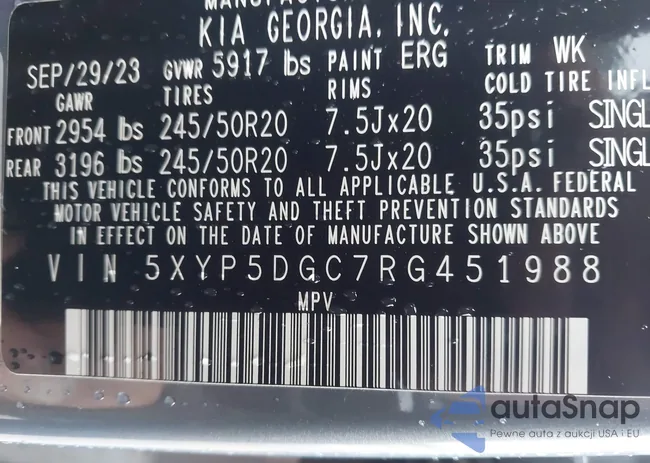 MANUFACTUR
KIA GEORGIA, INC.
SEP/29/23 GVWR 5917 lbs PAINT ERG TRIM WK
GAWR TIRES RIMS COLD TIRE INFL
FRONT 2954 lbs 245/50R20 7.5Jx20 35psi SINGL
REAR 3196 lbs 245/50R20 7.5Jx20 35psi SINGL
THIS VEHICLE CONFORMS TO ALL APPLICABLE U.S.A. FEDERAL
MOTOR VEHICLE SAFETY AND THEFT PREVENTION STANDARDS
IN EFFECT ON THE DATE OF MANUFACTURE SHOWN ABOVE
VIN 5XYP5DGC7RG451988
MPV
autaSnap
Pewne auta z aukcji USA i EU